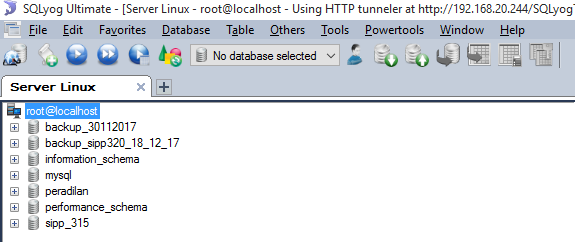 SQLyog Ultimate - [Server Linux - root@localhost - Using HTTP tunneler at http://192.168.20.244/SQLyogT
File Edit Favorites Database Table Others Tools Powertools Window Help
No database selected
Server Linux
root@localhost
backup_30112017
backup_sipp320_18_12_17
information_schema
mysql
peradilan
performance_schema
sipp_315